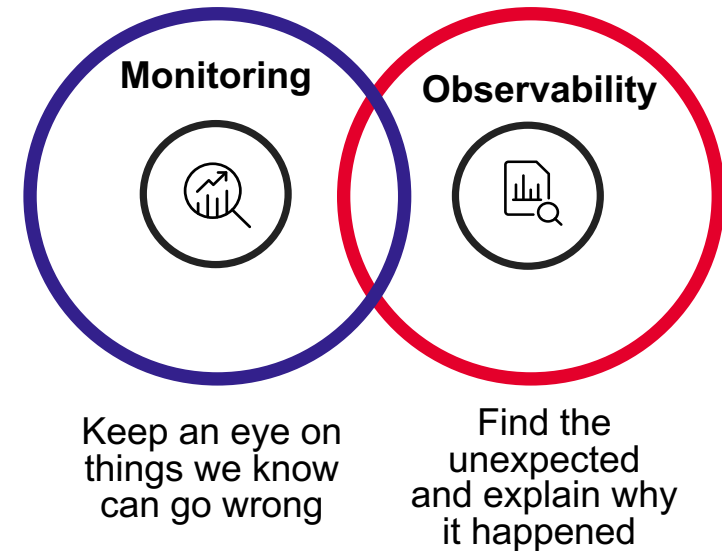 Monitoring
Observability
Keep an eye on
things we know
can go wrong
Find the
unexpected
and explain why
it happened